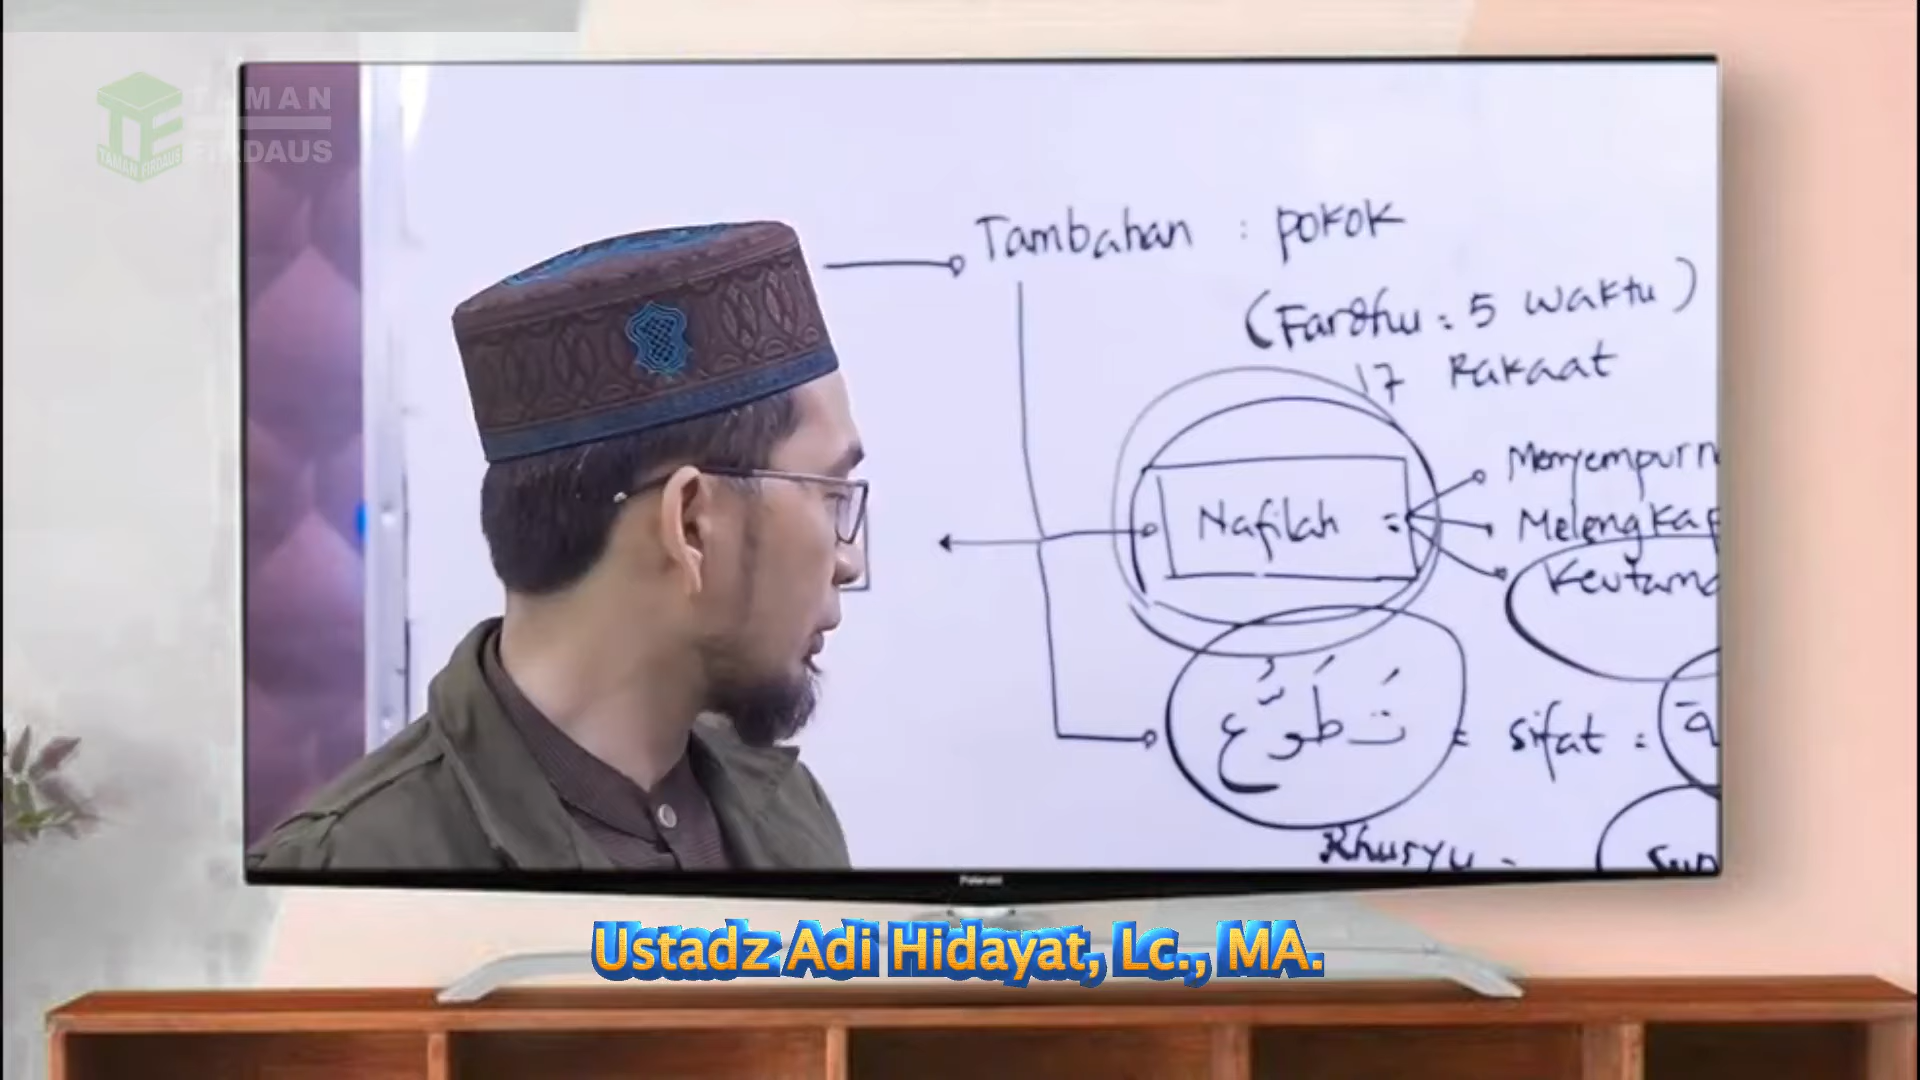 TAMAN
FIRDAUS
TAMAN FIRDAUS
Tambahan : pokok
(Fardhu = 5 waktu)
17 Rakaat
Menyempurn
Nafilah =
Melengkap
Keutama
تَطَوُّع = sifat =
Khusyu
Sun
Polaroid
Ustadz Adi Hidayat, Lc., MA.